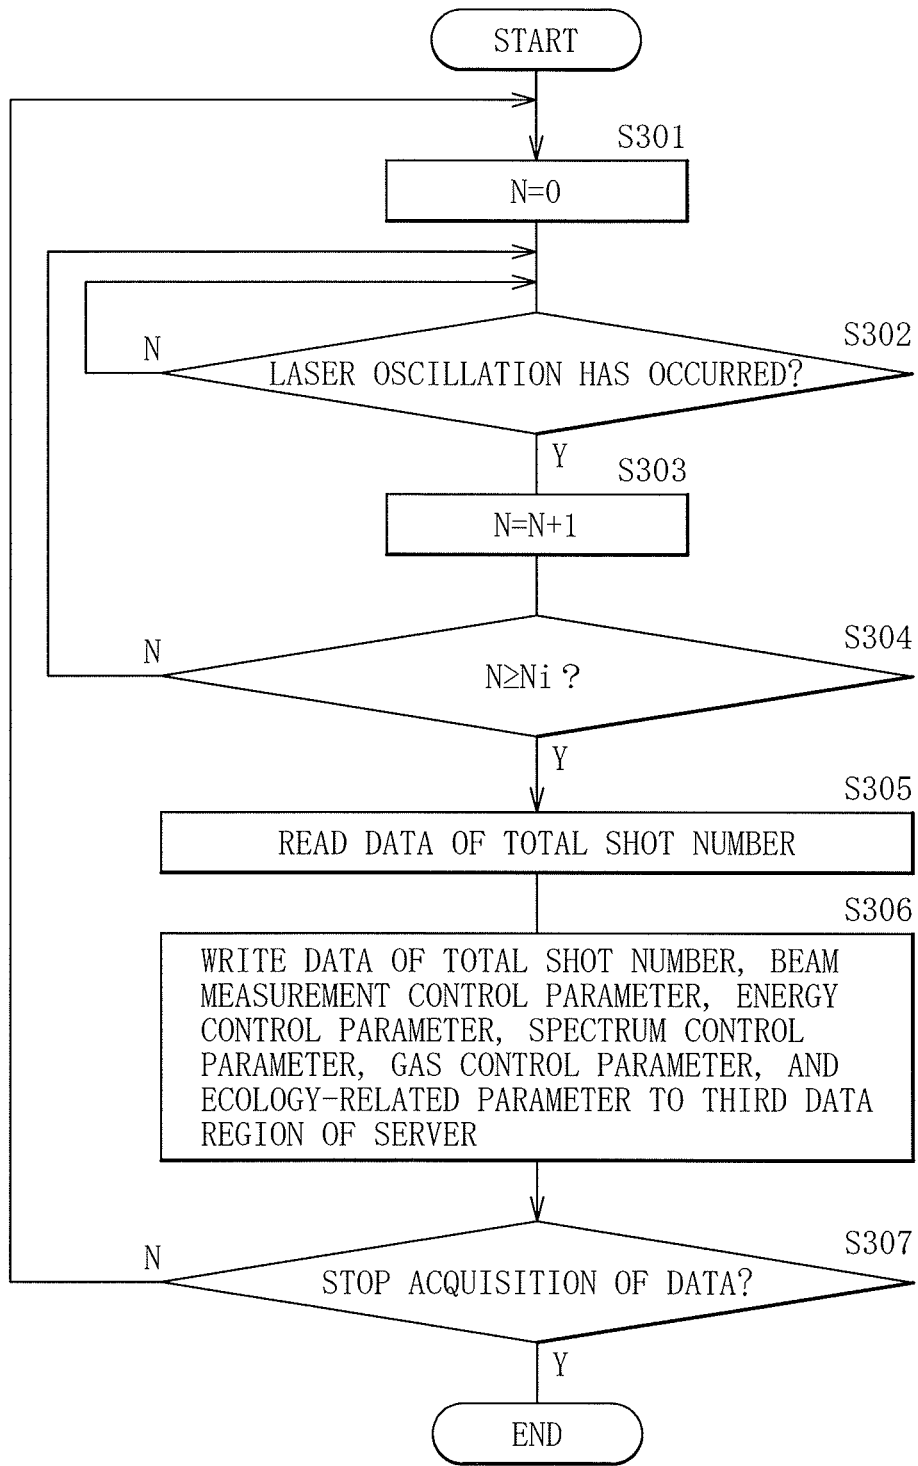 START
S301
N=0
N
S302
LASER OSCILLATION HAS OCCURRED?
Y
S303
N=N+1
N
S304
N≥Ni ?
Y
S305
READ DATA OF TOTAL SHOT NUMBER
S306
WRITE DATA OF TOTAL SHOT NUMBER, BEAM
MEASUREMENT CONTROL PARAMETER, ENERGY
CONTROL PARAMETER, SPECTRUM CONTROL
PARAMETER, GAS CONTROL PARAMETER, AND
ECOLOGY-RELATED PARAMETER TO THIRD DATA
REGION OF SERVER
N
S307
STOP ACQUISITION OF DATA?
Y
END